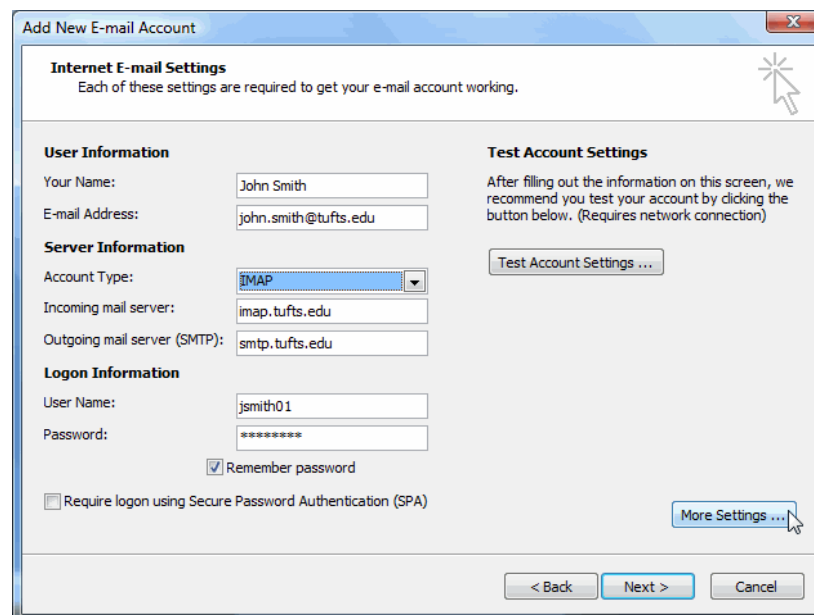 Add New E-mail Account
Internet E-mail Settings
Each of these settings are required to get your e-mail account working.
User Information
Your Name:
John Smith
E-mail Address:
john.smith@tufts.edu
Server Information
Account Type:
IMAP
Incoming mail server:
imap.tufts.edu
Outgoing mail server (SMTP):
smtp.tufts.edu
Logon Information
User Name:
jsmith01
Password:
********
Remember password
Require logon using Secure Password Authentication (SPA)
Test Account Settings
After filling out the information on this screen, we
recommend you test your account by clicking the
button below. (Requires network connection)
Test Account Settings ...
More Settings ...
< Back
Next >
Cancel